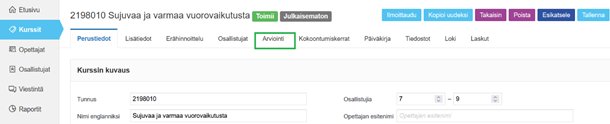 Etusivu
Kurssit
Opettajat
Osallistujat
Viestintä
Raportit
2198010 Sujuvaa ja varmaa vuorovaikutusta Toimii Julkaisematon
Ilmoittaudu Kopioi uudeksi Takaisin Poista Esikatsele Tallenna
Perustiedot Lisätiedot Erähinnoittelu Osallistujat Arviointi Kokoontumiskerrat Päiväkirja Tiedostot Loki Laskut
Kurssin kuvaus
Tunnus 2198010 Osallistujia 7 – 9
Nimi englanniksi Sujuvaa ja varmaa vuorovaikutusta Opettajan estenimi Opettajan estenimi